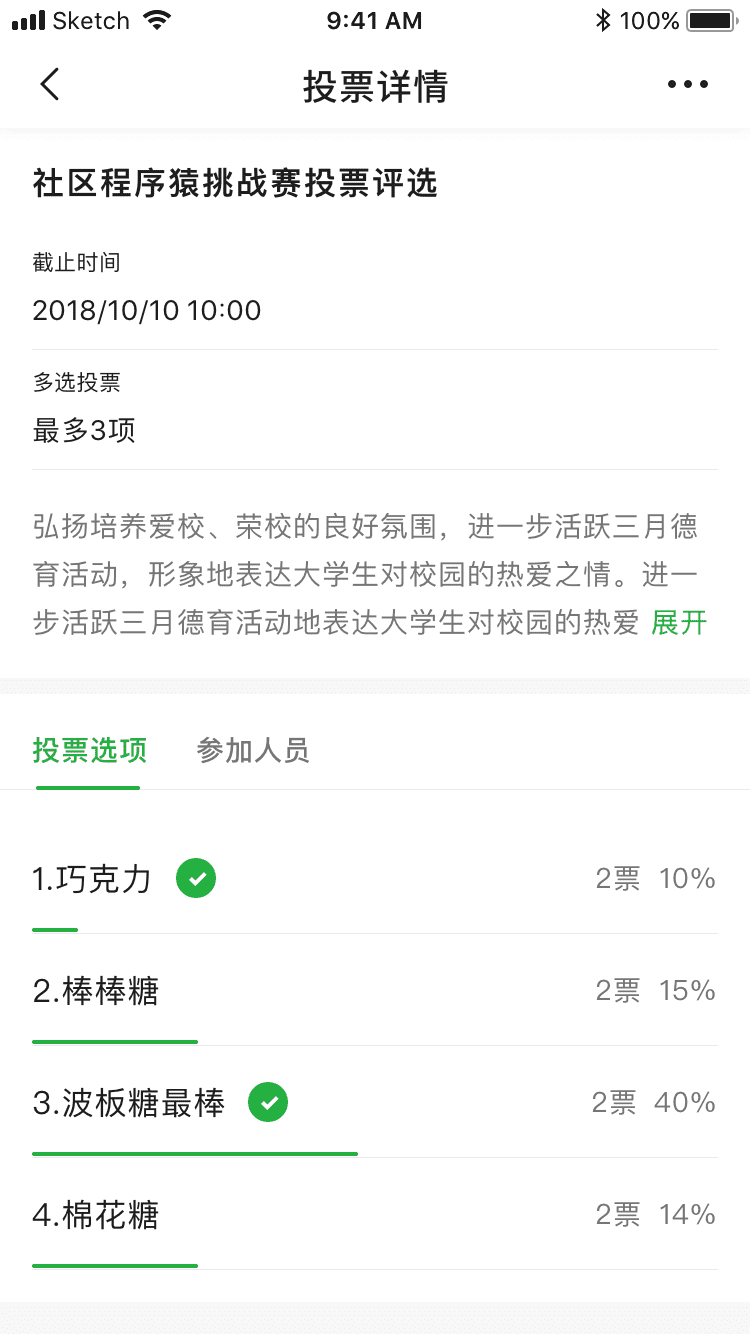 Sketch 9:41 AM 100%
投票详情
社区程序猿挑战赛投票评选
截止时间
2018/10/10 10:00
多选投票
最多3项
弘扬培养爱校、荣校的良好氛围，进一步活跃三月德
育活动，形象地表达大学生对校园的热爱之情。进一
步活跃三月德育活动地表达大学生对校园的热爱 展开
投票选项 参加人员
1.巧克力 2票 10%
2.棒棒糖 2票 15%
3.波板糖最棒 2票 40%
4.棉花糖 2票 14%